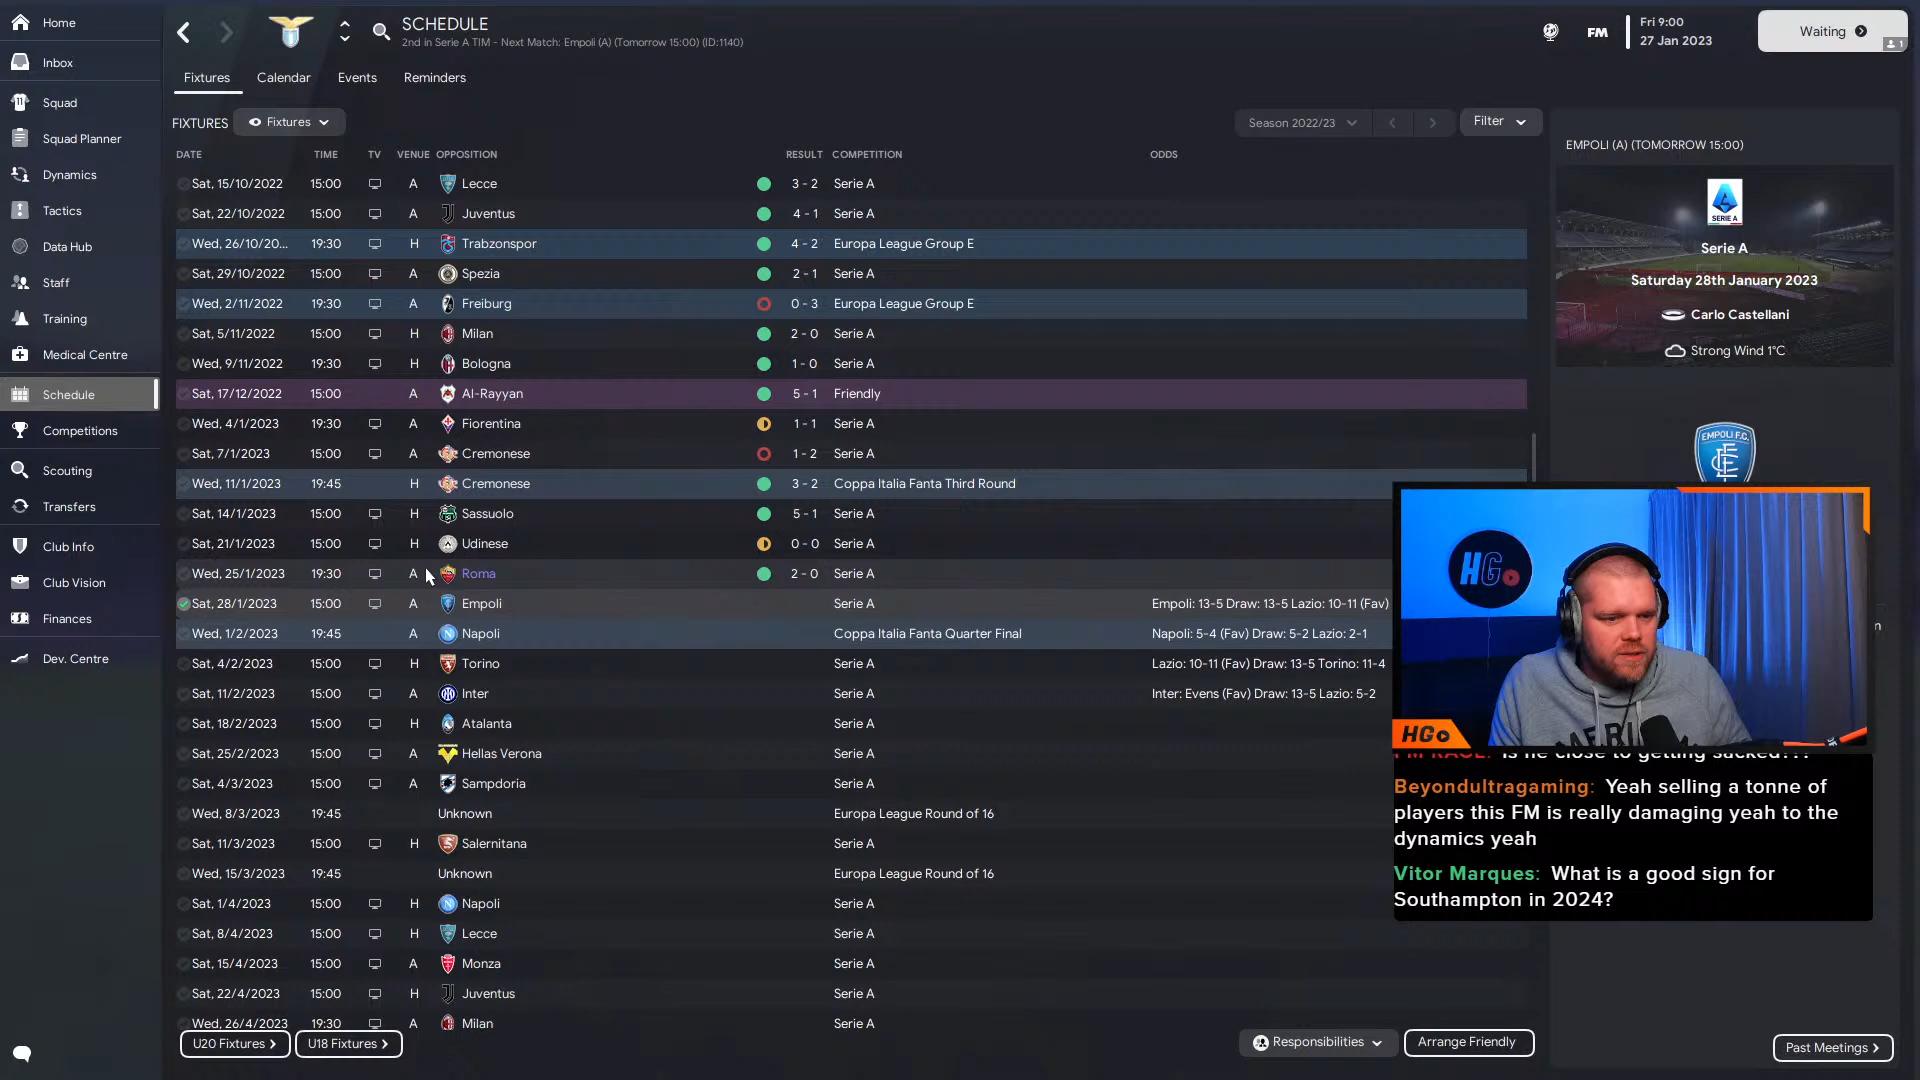 Home
SCHEDULE
2nd in Serie A TIM - Next Match: Empoli (A) (Tomorrow 15:00) (ID:1140)
FM
Fri 9:00
27 Jan 2023
Waiting
1
Inbox
Squad
Squad Planner
Dynamics
Tactics
Data Hub
Staff
Training
Medical Centre
Schedule
Competitions
Scouting
Transfers
Club Info
Club Vision
Finances
Dev. Centre
Fixtures Calendar Events Reminders
FIXTURES Fixtures Season 2022/23 Filter
DATE TIME TV VENUE OPPOSITION RESULT COMPETITION ODDS
Sat, 15/10/2022 15:00 A Lecce 3 - 2 Serie A
Sat, 22/10/2022 15:00 A Juventus 4 - 1 Serie A
Wed, 26/10/20... 19:30 H Trabzonspor 4 - 2 Europa League Group E
Sat, 29/10/2022 15:00 A Spezia 2 - 1 Serie A
Wed, 2/11/2022 19:30 A Freiburg 0 - 3 Europa League Group E
Sat, 5/11/2022 15:00 H Milan 2 - 0 Serie A
Wed, 9/11/2022 19:30 H Bologna 1 - 0 Serie A
Sat, 17/12/2022 15:00 A Al-Rayyan 5 - 1 Friendly
Wed, 4/1/2023 19:30 A Fiorentina 1 - 1 Serie A
Sat, 7/1/2023 15:00 A Cremonese 1 - 2 Serie A
Wed, 11/1/2023 19:45 H Cremonese 3 - 2 Coppa Italia Fanta Third Round
Sat, 14/1/2023 15:00 H Sassuolo 5 - 1 Serie A
Sat, 21/1/2023 15:00 H Udinese 0 - 0 Serie A
Wed, 25/1/2023 19:30 A Roma 2 - 0 Serie A
Sat, 28/1/2023 15:00 A Empoli Serie A Empoli: 13-5 Draw: 13-5 Lazio: 10-11 (Fav)
Wed, 1/2/2023 19:45 A Napoli Coppa Italia Fanta Quarter Final Napoli: 5-4 (Fav) Draw: 5-2 Lazio: 2-1
Sat, 4/2/2023 15:00 H Torino Serie A Lazio: 10-11 (Fav) Draw: 13-5 Torino: 11-4
Sat, 11/2/2023 15:00 A Inter Serie A Inter: Evens (Fav) Draw: 13-5 Lazio: 5-2
Sat, 18/2/2023 15:00 H Atalanta Serie A
Sat, 25/2/2023 15:00 A Hellas Verona Serie A
Sat, 4/3/2023 15:00 A Sampdoria Serie A
Wed, 8/3/2023 19:45 Unknown Europa League Round of 16
Sat, 11/3/2023 15:00 H Salernitana Serie A
Wed, 15/3/2023 19:45 Unknown Europa League Round of 16
Sat, 1/4/2023 15:00 H Napoli Serie A
Sat, 8/4/2023 15:00 H Lecce Serie A
Sat, 15/4/2023 15:00 A Monza Serie A
Sat, 22/4/2023 15:00 H Juventus Serie A
Wed, 26/4/2023 19:30 A Milan Serie A
U20 Fixtures U18 Fixtures Responsibilities Arrange Friendly
EMPOLI (A) (TOMORROW 15:00)
SERIE A
Serie A
Saturday 28th January 2023
Carlo Castellani
Strong Wind 1°C
EMPOLI F.C.
HG
HG
is he close to getting sacked???
Beyondultragaming: Yeah selling a tonne of
players this FM is really damaging yeah to the
dynamics yeah
Vitor Marques: What is a good sign for
Southampton in 2024?
Past Meetings